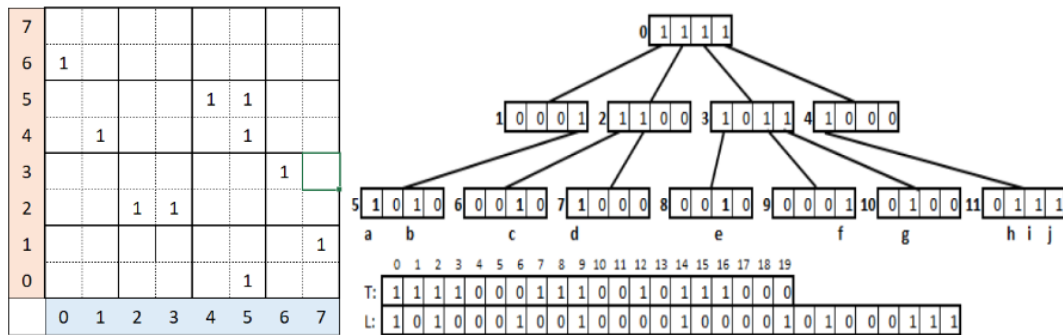 7
6 1
5 1 1
4 1 1
3 1
2 1 1
1 1
0 1
0 1 2 3 4 5 6 7
0 1 1 1 1
1 0 0 0 1 2 1 1 0 0 3 1 0 1 1 4 1 0 0 0
5 1 0 1 0 6 0 0 1 0 7 1 0 0 0 8 0 0 1 0 9 0 0 0 1 10 0 1 0 0 11 0 1 1 1
a b c d e f g h i j
0 1 2 3 4 5 6 7 8 9 10 11 12 13 14 15 16 17 18 19
T: 1 1 1 1 0 0 0 1 1 1 0 0 1 0 1 1 1 0 0 0
L: 1 0 1 0 0 0 1 0 0 1 0 0 0 0 1 0 0 0 0 1 0 1 0 0 0 1 1 1